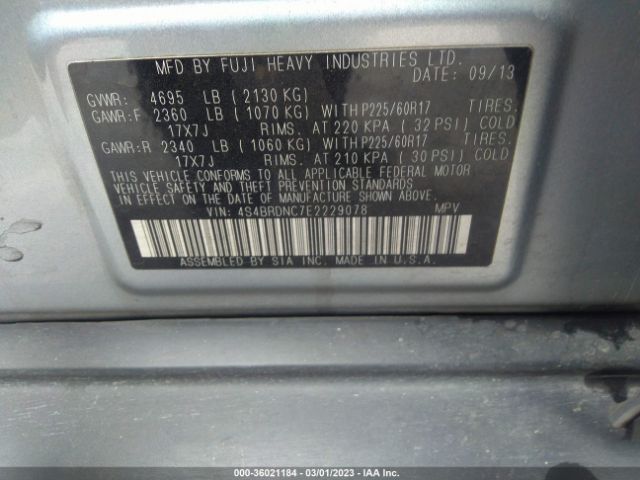 MFD BY FUJI HEAVY INDUSTRIES LTD.
DATE: 09/13
GVWR: 4695 LB (2130 KG)
GAWR:F 2360 LB (1070 KG) WITH P225/60R17 TIRES.
17X7J RIMS. AT 220 KPA (32 PSI) COLD
GAWR:R 2340 LB (1060 KG) WITH P225/60R17 TIRES.
17X7J RIMS. AT 210 KPA (30 PSI) COLD
THIS VEHICLE CONFORMS TO ALL APPLICABLE FEDERAL MOTOR
VEHICLE SAFETY AND THEFT PREVENTION STANDARDS
IN EFFECT ON THE DATE OF MANUFACTURE SHOWN ABOVE.
VIN: 4S4BRDNC7E2229078 MPV
ASSEMBLED BY SIA INC. MADE IN U.S.A.
000-36021184 — 03/01/2023 — IAA Inc.